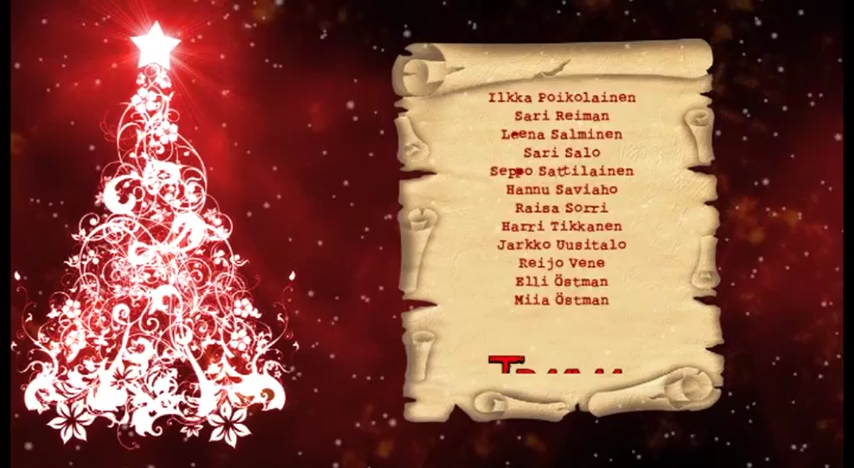 Ilkka Poikolainen
Sari Reiman
Leena Salminen
Sari Salo
Seppo Sattilainen
Hannu Saviaho
Raisa Sorri
Harri Tikkanen
Jarkko Uusitalo
Reijo Vene
Elli Östman
Miia Östman